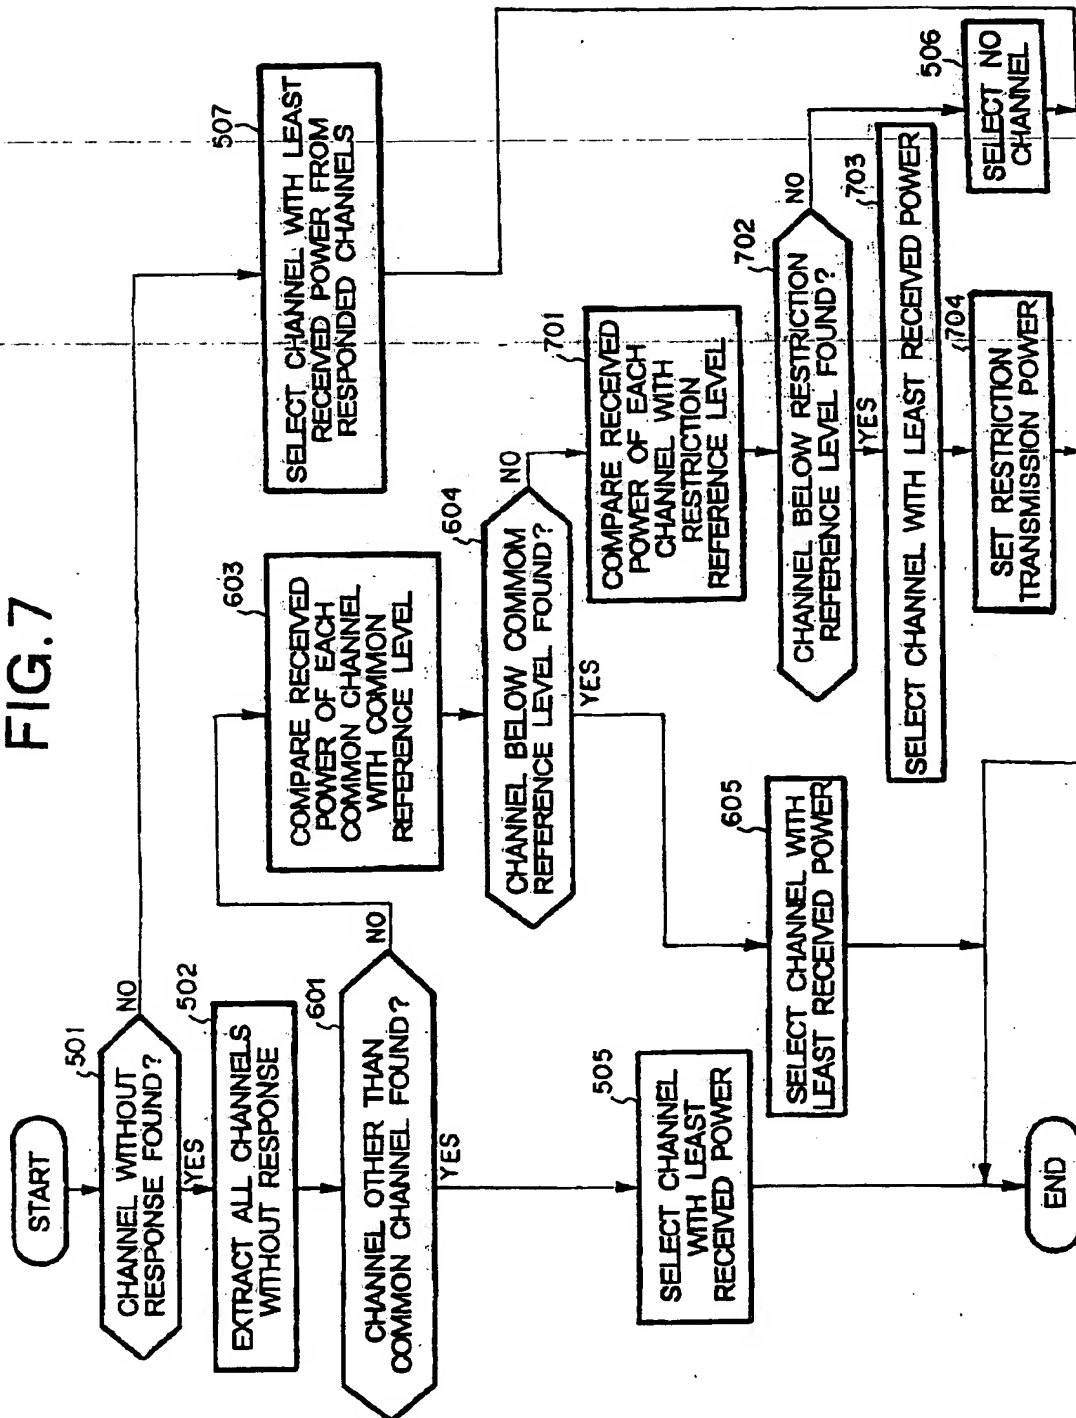 FIG.7
START
501
CHANNEL WITHOUT
RESPONSE FOUND?
NO
YES
502
EXTRACT ALL CHANNELS
WITHOUT RESPONSE
601
CHANNEL OTHER THAN
COMMON CHANNEL FOUND?
NO
YES
505
SELECT CHANNEL
WITH LEAST
RECEIVED POWER
END
603
COMPARE RECEIVED
POWER OF EACH
COMMON CHANNEL
WITH COMMON
REFERENCE LEVEL
604
CHANNEL BELOW COMMOM
REFERENCE LEVEL FOUND?
NO
YES
605
SELECT CHANNEL WITH
LEAST RECEIVED POWER
507
SELECT CHANNEL WITH LEAST
RECEIVED POWER FROM
RESPONDED CHANNELS
701
COMPARE RECEIVED
POWER OF EACH
CHANNEL WITH
RESTRICTION
REFERENCE LEVEL
702
CHANNEL BELOW RESTRICTION
REFERENCE LEVEL FOUND?
NO
YES
703
SELECT CHANNEL WITH LEAST RECEIVED POWER
704
SET RESTRICTION
TRANSMISSION POWER
506
SELECT NO
CHANNEL